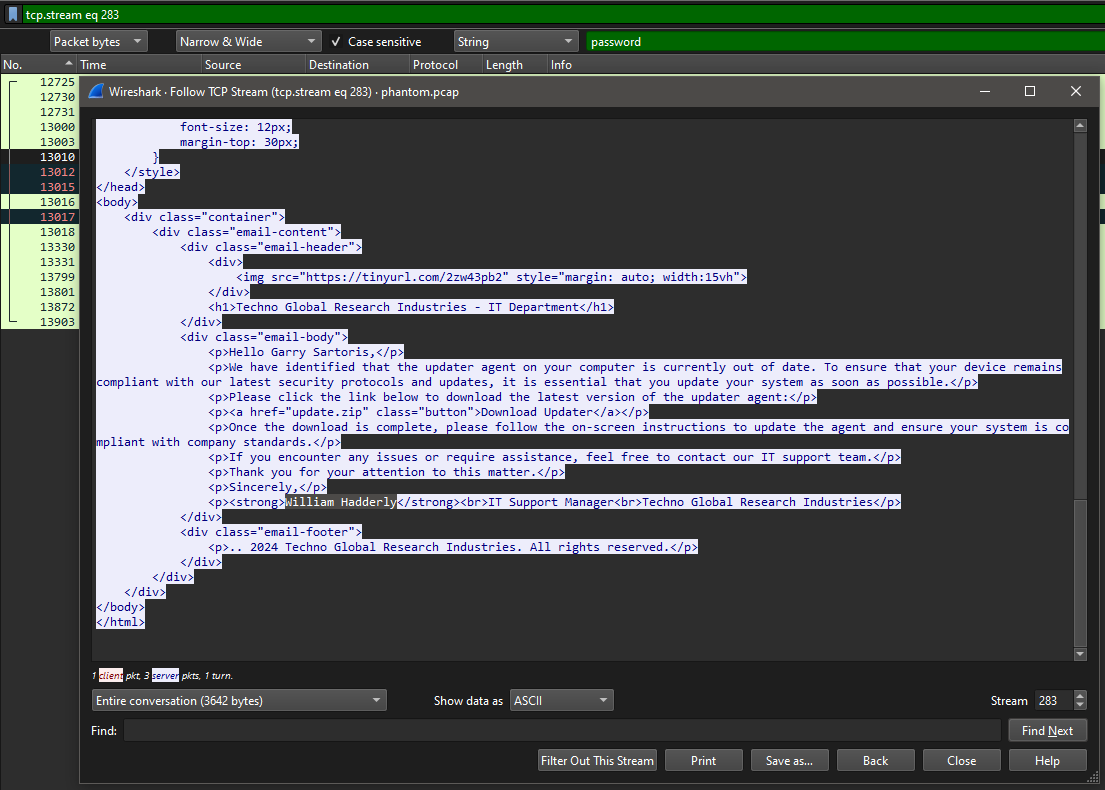 tcp.stream eq 283
Packet bytes Narrow & Wide Case sensitive String password
No. Time Source Destination Protocol Length Info
12725
12730
12731
13000
13003
13010
13012
13015
13016
13017
13018
13330
13331
13799
13801
13872
13903
Wireshark · Follow TCP Stream (tcp.stream eq 283) · phantom.pcap
font-size: 12px;
margin-top: 30px;
}
</style>
</head>
<body>
<div class="container">
<div class="email-content">
<div class="email-header">
<div>
<img src="https://tinyurl.com/2zw43pb2" style="margin: auto; width:15vh">
</div>
<h1>Techno Global Research Industries - IT Department</h1>
</div>
<div class="email-body">
<p>Hello Garry Sartoris,</p>
<p>We have identified that the updater agent on your computer is currently out of date. To ensure that your device remains
compliant with our latest security protocols and updates, it is essential that you update your system as soon as possible.</p>
<p>Please click the link below to download the latest version of the updater agent:</p>
<p><a href="update.zip" class="button">Download Updater</a></p>
<p>Once the download is complete, please follow the on-screen instructions to update the agent and ensure your system is co
mpliant with company standards.</p>
<p>If you encounter any issues or require assistance, feel free to contact our IT support team.</p>
<p>Thank you for your attention to this matter.</p>
<p>Sincerely,</p>
<p><strong>William Hadderly</strong><br>IT Support Manager<br>Techno Global Research Industries</p>
</div>
<div class="email-footer">
<p>.. 2024 Techno Global Research Industries. All rights reserved.</p>
</div>
</div>
</div>
</body>
</html>
1 client pkt, 3 server pkts, 1 turn.
Entire conversation (3642 bytes) Show data as ASCII Stream 283
Find: Find Next
Filter Out This Stream Print Save as... Back Close Help